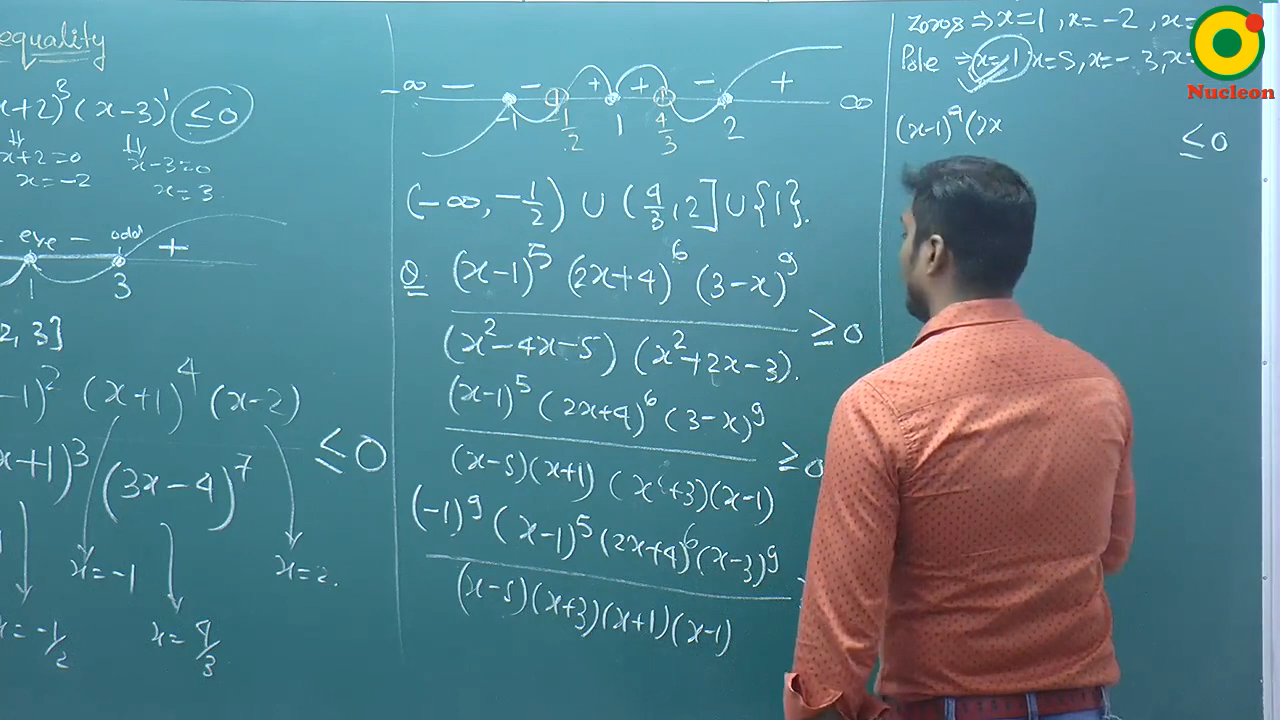 equality
x+2)³(x-3)¹ ≤0
x+2=0 x-3=0
x=-2 x=3.
- eve - odd +
1 3
2, 3]
-1)² (x+1)⁴ (x-2)
x+1)³ (3x-4)⁷ ≤0
x=-1 x=2.
x=-1/2 x=4/3
-∞ - - + + - + ∞
-1 1/2 1 4/3 2
(-∞, -1/2) ∪ (4/3, 2] ∪ {1}.
Q (x-1)⁵ (2x+4)⁶ (3-x)⁹
(x²-4x-5) (x²+2x-3). ≥0
(x-1)⁵ (2x+4)⁶ (3-x)⁹
(x-5)(x+1) (x+3)(x-1) ≥0
(-1)⁹ (x-1)⁵ (2x+4)⁶ (x-3)⁹
(x-5)(x+3)(x+1)(x-1)
Zoros ⇒ x=1, x=-2, x=
Pole ⇒ x=1 x=5, x=-3, x=
(x-1)⁹ (2x ≤0
Nucleon